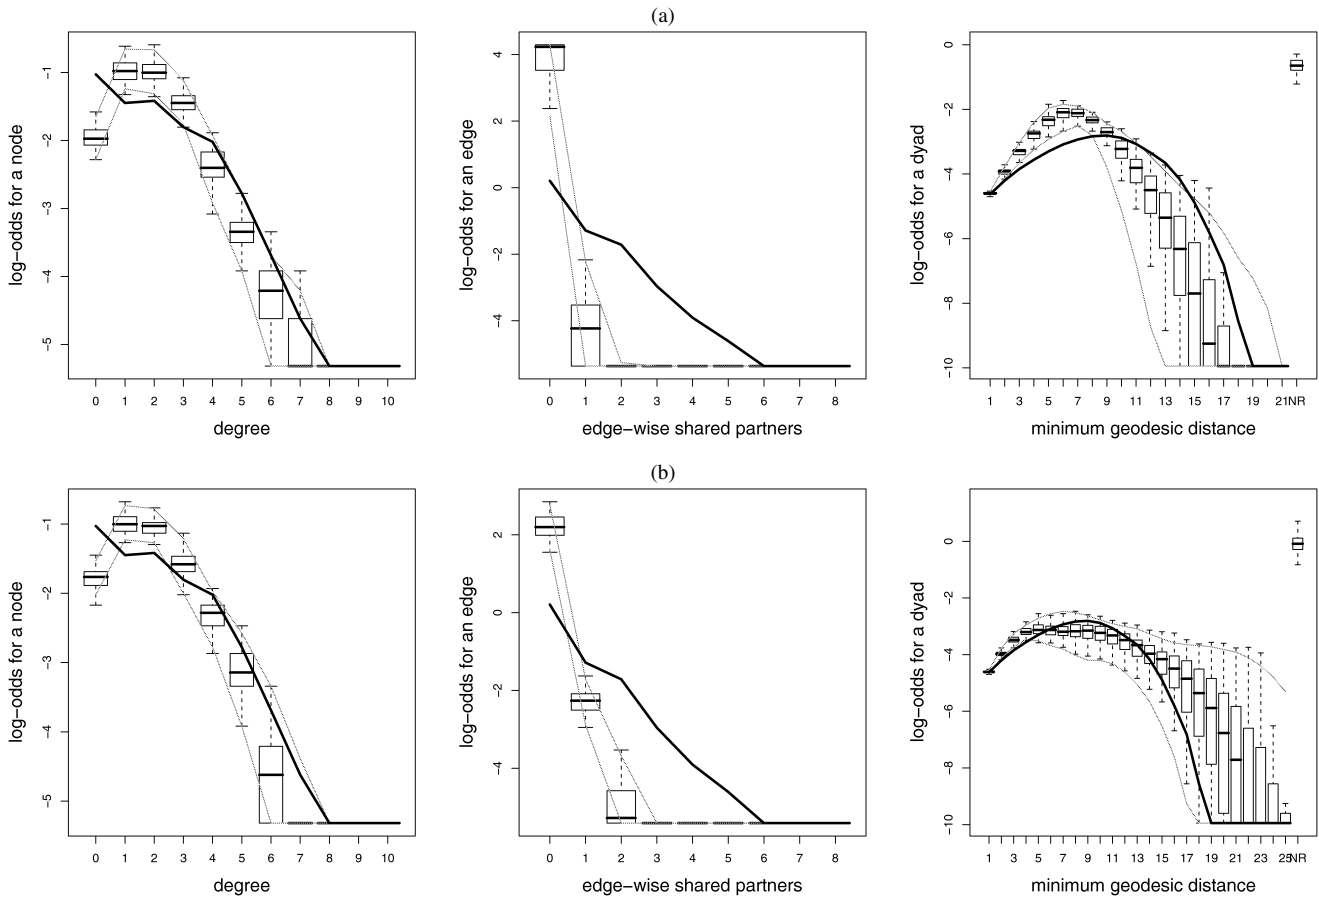 (a)
log-odds for a node
-1
-2
-3
-4
-5
0 1 2 3 4 5 6 7 8 9 10
degree
log-odds for an edge
4
2
0
-2
-4
0 1 2 3 4 5 6 7 8
edge-wise shared partners
log-odds for a dyad
0
-2
-4
-6
-8
-10
1 3 5 7 9 11 13 15 17 19 21NR
minimum geodesic distance
(b)
log-odds for a node
-1
-2
-3
-4
-5
0 1 2 3 4 5 6 7 8 9 10
degree
log-odds for an edge
2
0
-2
-4
0 1 2 3 4 5 6 7 8
edge-wise shared partners
log-odds for a dyad
0
-2
-4
-6
-8
-10
1 3 5 7 9 11 13 15 17 19 21 23 25NR
minimum geodesic distance